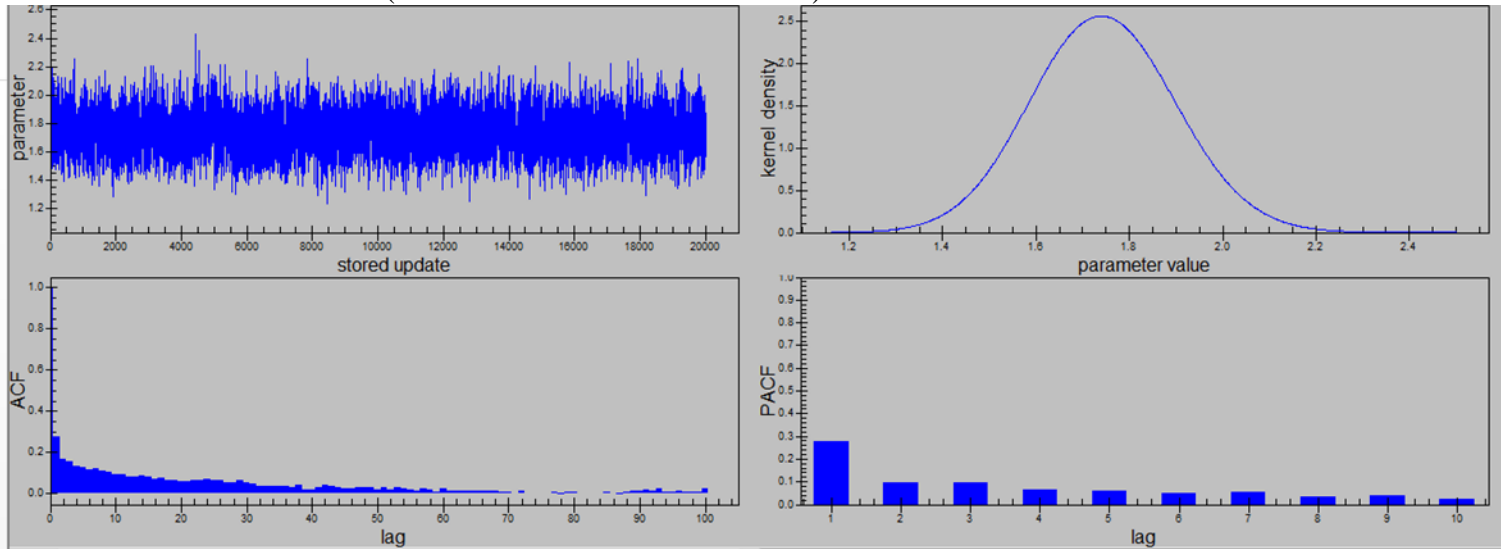 parameter
2.6
2.4
2.2
2.0
1.8
1.6
1.4
1.2
0 2000 4000 6000 8000 10000 12000 14000 16000 18000 20000
stored update
kernel density
2.5
2.0
1.5
1.0
0.5
0.0
1.2 1.4 1.6 1.8 2.0 2.2 2.4
parameter value
ACF
1.0
0.8
0.6
0.4
0.2
0.0
0 10 20 30 40 50 60 70 80 90 100
lag
PACF
1.0
0.9
0.8
0.7
0.6
0.5
0.4
0.3
0.2
0.1
0.0
1 2 3 4 5 6 7 8 9 10
lag